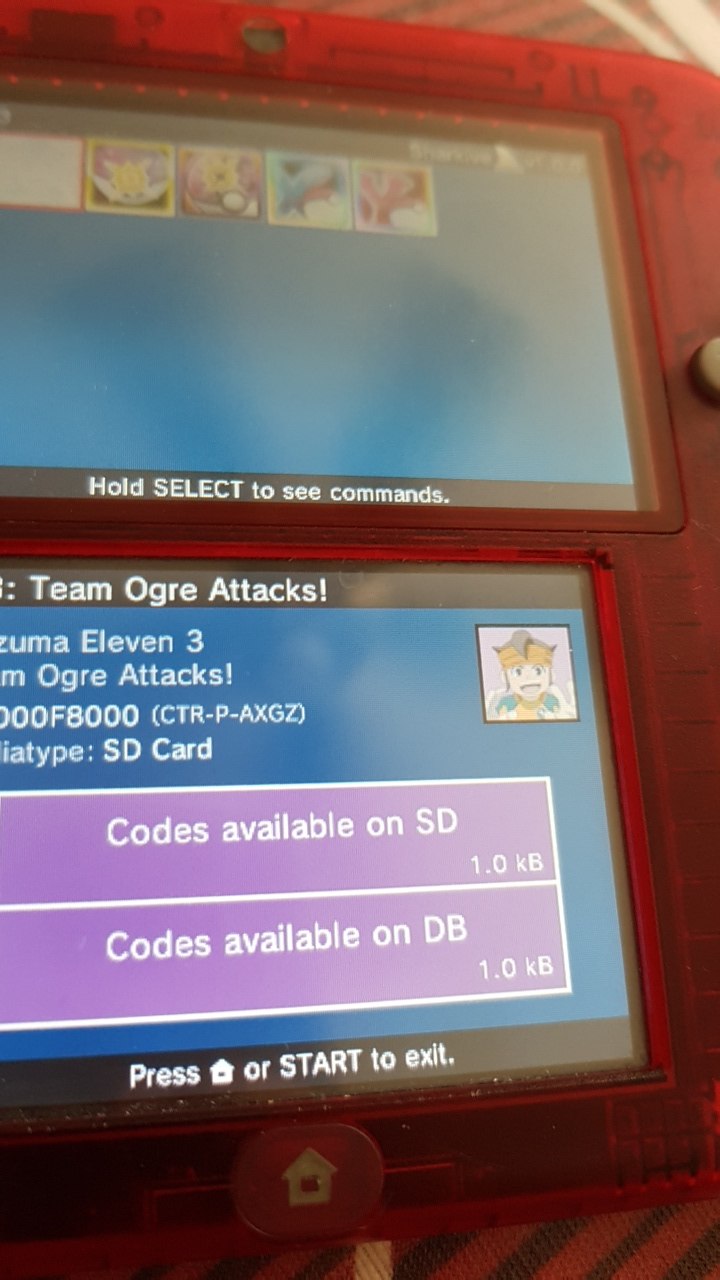 Hold SELECT to see commands.
3: Team Ogre Attacks!
zuma Eleven 3
m Ogre Attacks!
000F8000 (CTR-P-AXGZ)
iatype: SD Card
Codes available on SD
1.0 kB
Codes available on DB
1.0 kB
Press or START to exit.